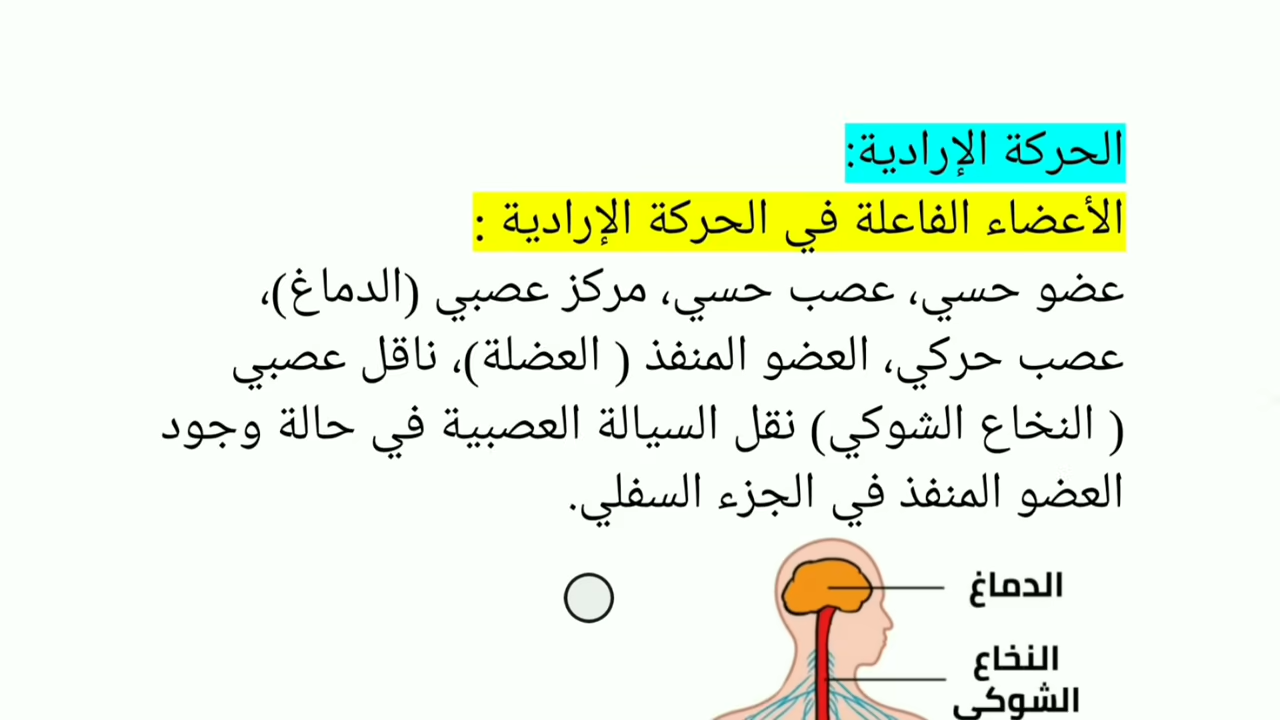 الحركة الإرادية:
الأعضاء الفاعلة في الحركة الإرادية :
عضو حسي، عصب حسي، مركز عصبي (الدماغ)،
عصب حركي، العضو المنفذ ( العضلة)، ناقل عصبي
( النخاع الشوكي) نقل السيالة العصبية في حالة وجود
العضو المنفذ في الجزء السفلي.
الدماغ
النخاع
الشوكي